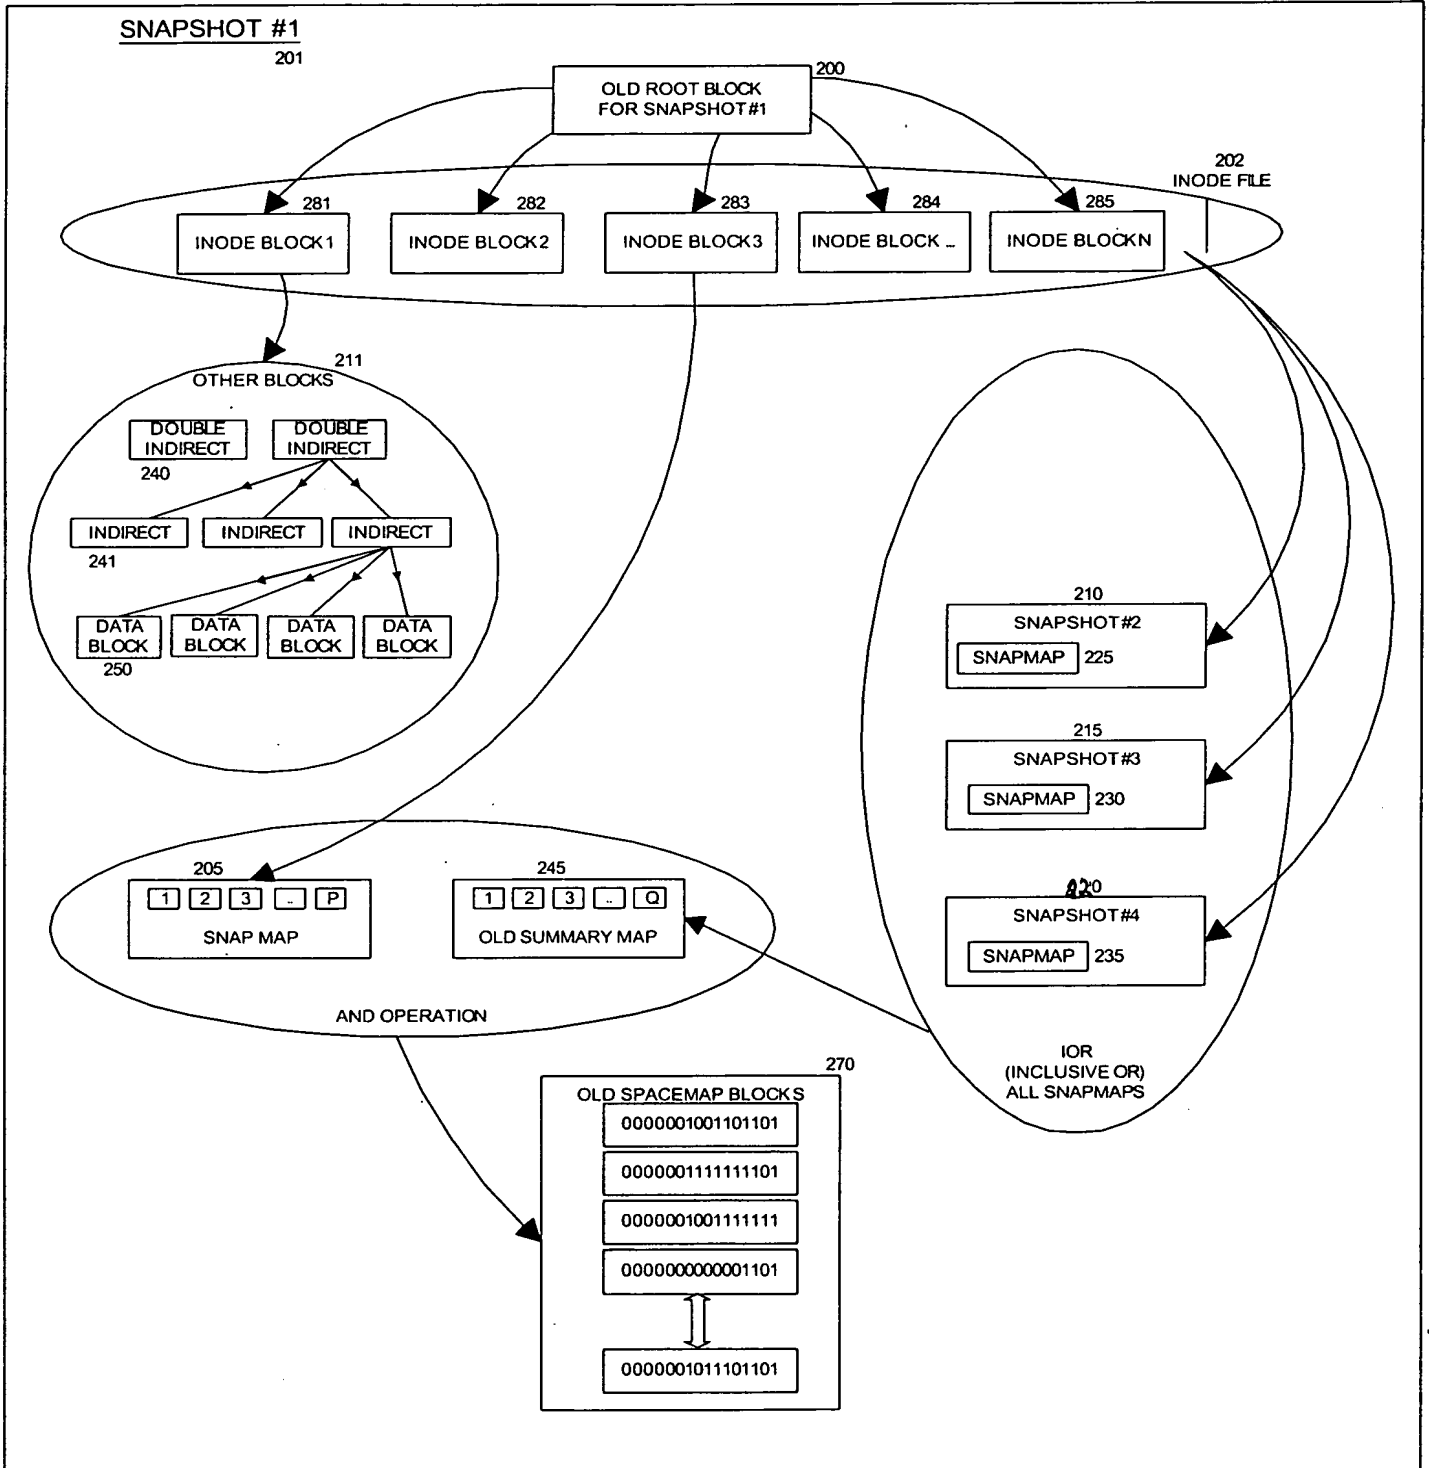 SNAPSHOT #1
201
200
OLD ROOT BLOCK
FOR SNAPSHOT#1
202
INODE FILE
281
INODE BLOCK1
282
INODE BLOCK2
283
INODE BLOCK3
284
INODE BLOCK ...
285
INODE BLOCKN
211
OTHER BLOCKS
DOUBLE
INDIRECT
DOUBLE
INDIRECT
240
INDIRECT
INDIRECT
INDIRECT
241
DATA
BLOCK
DATA
BLOCK
DATA
BLOCK
DATA
BLOCK
250
210
SNAPSHOT#2
SNAPMAP
225
215
SNAPSHOT#3
SNAPMAP
230
220
SNAPSHOT#4
SNAPMAP
235
IOR
(INCLUSIVE OR)
ALL SNAPMAPS
205
1 2 3 .. P
SNAP MAP
245
1 2 3 .. Q
OLD SUMMARY MAP
AND OPERATION
270
OLD SPACEMAP BLOCKS
0000001001101101
0000001111111101
0000001001111111
0000000000001101
0000001011101101